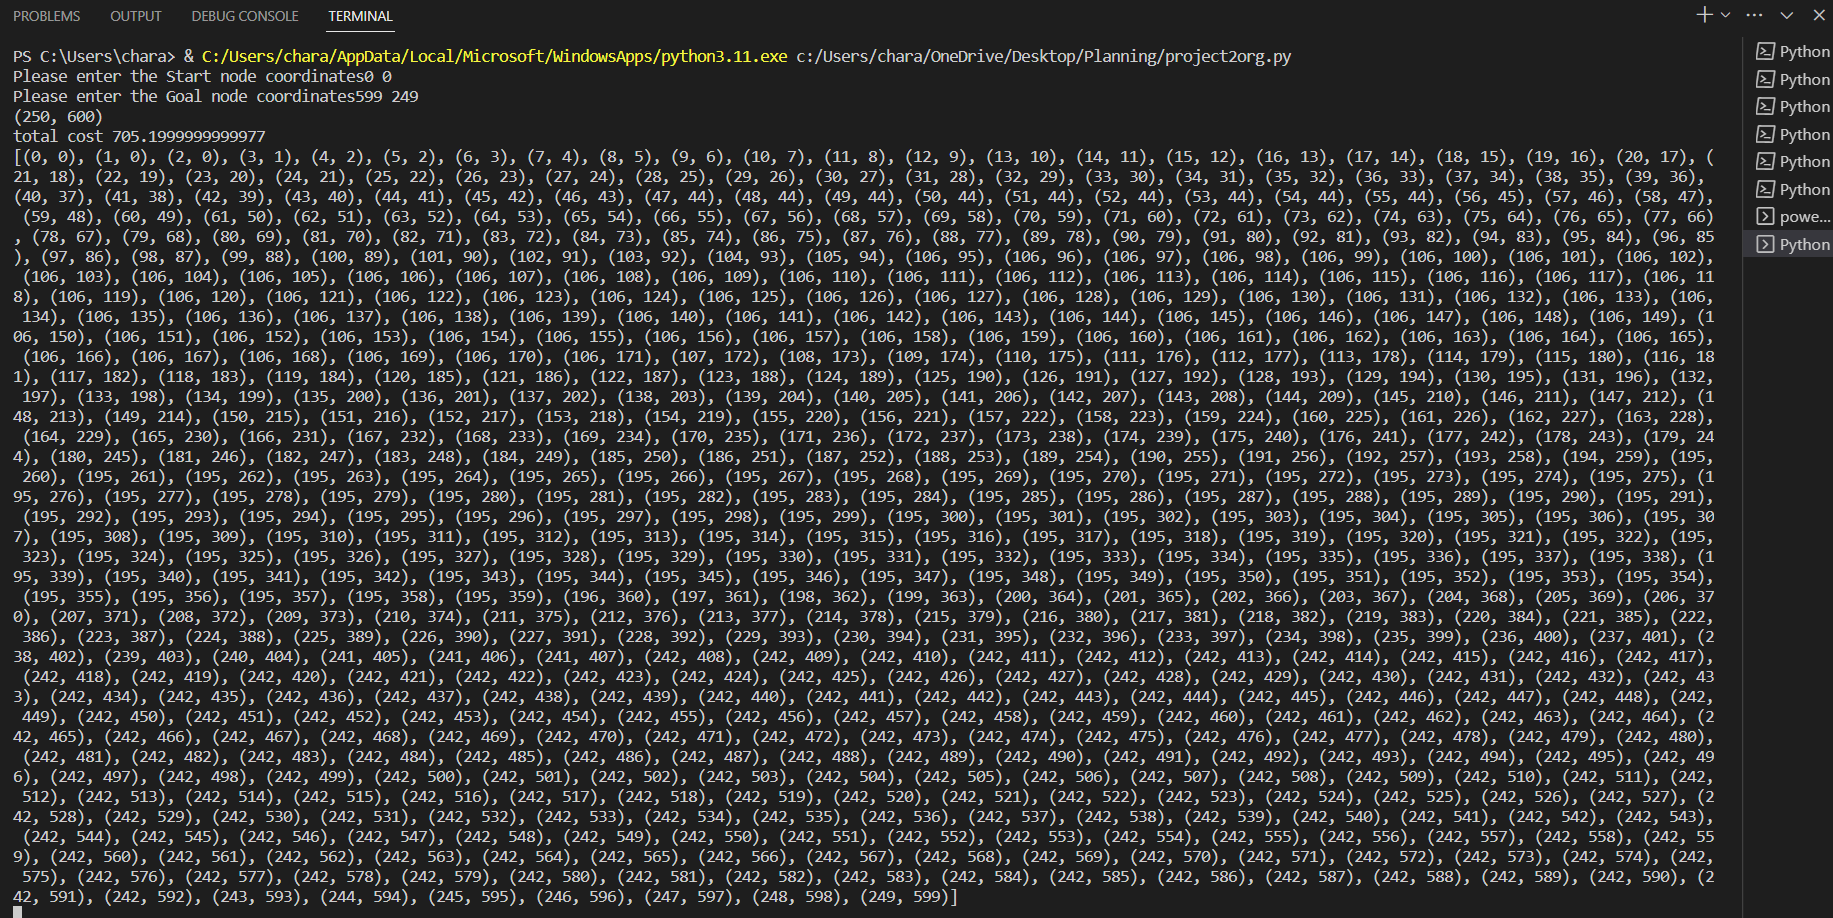 PROBLEMS OUTPUT DEBUG CONSOLE TERMINAL
PS C:\Users\chara> & C:/Users/chara/AppData/Local/Microsoft/WindowsApps/python3.11.exe c:/Users/chara/OneDrive/Desktop/Planning/project2org.py
Please enter the Start node coordinates0 0
Please enter the Goal node coordinates599 249
(250, 600)
total cost 705.1999999999977
[(0, 0), (1, 0), (2, 0), (3, 1), (4, 2), (5, 2), (6, 3), (7, 4), (8, 5), (9, 6), (10, 7), (11, 8), (12, 9), (13, 10), (14, 11), (15, 12), (16, 13), (17, 14), (18, 15), (19, 16), (20, 17), (
21, 18), (22, 19), (23, 20), (24, 21), (25, 22), (26, 23), (27, 24), (28, 25), (29, 26), (30, 27), (31, 28), (32, 29), (33, 30), (34, 31), (35, 32), (36, 33), (37, 34), (38, 35), (39, 36),
(40, 37), (41, 38), (42, 39), (43, 40), (44, 41), (45, 42), (46, 43), (47, 44), (48, 44), (49, 44), (50, 44), (51, 44), (52, 44), (53, 44), (54, 44), (55, 44), (56, 45), (57, 46), (58, 47),
(59, 48), (60, 49), (61, 50), (62, 51), (63, 52), (64, 53), (65, 54), (66, 55), (67, 56), (68, 57), (69, 58), (70, 59), (71, 60), (72, 61), (73, 62), (74, 63), (75, 64), (76, 65), (77, 66)
, (78, 67), (79, 68), (80, 69), (81, 70), (82, 71), (83, 72), (84, 73), (85, 74), (86, 75), (87, 76), (88, 77), (89, 78), (90, 79), (91, 80), (92, 81), (93, 82), (94, 83), (95, 84), (96, 85
), (97, 86), (98, 87), (99, 88), (100, 89), (101, 90), (102, 91), (103, 92), (104, 93), (105, 94), (106, 95), (106, 96), (106, 97), (106, 98), (106, 99), (106, 100), (106, 101), (106, 102),
(106, 103), (106, 104), (106, 105), (106, 106), (106, 107), (106, 108), (106, 109), (106, 110), (106, 111), (106, 112), (106, 113), (106, 114), (106, 115), (106, 116), (106, 117), (106, 11
8), (106, 119), (106, 120), (106, 121), (106, 122), (106, 123), (106, 124), (106, 125), (106, 126), (106, 127), (106, 128), (106, 129), (106, 130), (106, 131), (106, 132), (106, 133), (106,
134), (106, 135), (106, 136), (106, 137), (106, 138), (106, 139), (106, 140), (106, 141), (106, 142), (106, 143), (106, 144), (106, 145), (106, 146), (106, 147), (106, 148), (106, 149), (1
06, 150), (106, 151), (106, 152), (106, 153), (106, 154), (106, 155), (106, 156), (106, 157), (106, 158), (106, 159), (106, 160), (106, 161), (106, 162), (106, 163), (106, 164), (106, 165),
(106, 166), (106, 167), (106, 168), (106, 169), (106, 170), (106, 171), (107, 172), (108, 173), (109, 174), (110, 175), (111, 176), (112, 177), (113, 178), (114, 179), (115, 180), (116, 18
1), (117, 182), (118, 183), (119, 184), (120, 185), (121, 186), (122, 187), (123, 188), (124, 189), (125, 190), (126, 191), (127, 192), (128, 193), (129, 194), (130, 195), (131, 196), (132,
197), (133, 198), (134, 199), (135, 200), (136, 201), (137, 202), (138, 203), (139, 204), (140, 205), (141, 206), (142, 207), (143, 208), (144, 209), (145, 210), (146, 211), (147, 212), (1
48, 213), (149, 214), (150, 215), (151, 216), (152, 217), (153, 218), (154, 219), (155, 220), (156, 221), (157, 222), (158, 223), (159, 224), (160, 225), (161, 226), (162, 227), (163, 228),
(164, 229), (165, 230), (166, 231), (167, 232), (168, 233), (169, 234), (170, 235), (171, 236), (172, 237), (173, 238), (174, 239), (175, 240), (176, 241), (177, 242), (178, 243), (179, 24
4), (180, 245), (181, 246), (182, 247), (183, 248), (184, 249), (185, 250), (186, 251), (187, 252), (188, 253), (189, 254), (190, 255), (191, 256), (192, 257), (193, 258), (194, 259), (195,
260), (195, 261), (195, 262), (195, 263), (195, 264), (195, 265), (195, 266), (195, 267), (195, 268), (195, 269), (195, 270), (195, 271), (195, 272), (195, 273), (195, 274), (195, 275), (1
95, 276), (195, 277), (195, 278), (195, 279), (195, 280), (195, 281), (195, 282), (195, 283), (195, 284), (195, 285), (195, 286), (195, 287), (195, 288), (195, 289), (195, 290), (195, 291),
(195, 292), (195, 293), (195, 294), (195, 295), (195, 296), (195, 297), (195, 298), (195, 299), (195, 300), (195, 301), (195, 302), (195, 303), (195, 304), (195, 305), (195, 306), (195, 30
7), (195, 308), (195, 309), (195, 310), (195, 311), (195, 312), (195, 313), (195, 314), (195, 315), (195, 316), (195, 317), (195, 318), (195, 319), (195, 320), (195, 321), (195, 322), (195,
323), (195, 324), (195, 325), (195, 326), (195, 327), (195, 328), (195, 329), (195, 330), (195, 331), (195, 332), (195, 333), (195, 334), (195, 335), (195, 336), (195, 337), (195, 338), (1
95, 339), (195, 340), (195, 341), (195, 342), (195, 343), (195, 344), (195, 345), (195, 346), (195, 347), (195, 348), (195, 349), (195, 350), (195, 351), (195, 352), (195, 353), (195, 354),
(195, 355), (195, 356), (195, 357), (195, 358), (195, 359), (196, 360), (197, 361), (198, 362), (199, 363), (200, 364), (201, 365), (202, 366), (203, 367), (204, 368), (205, 369), (206, 37
0), (207, 371), (208, 372), (209, 373), (210, 374), (211, 375), (212, 376), (213, 377), (214, 378), (215, 379), (216, 380), (217, 381), (218, 382), (219, 383), (220, 384), (221, 385), (222,
386), (223, 387), (224, 388), (225, 389), (226, 390), (227, 391), (228, 392), (229, 393), (230, 394), (231, 395), (232, 396), (233, 397), (234, 398), (235, 399), (236, 400), (237, 401), (2
38, 402), (239, 403), (240, 404), (241, 405), (241, 406), (241, 407), (242, 408), (242, 409), (242, 410), (242, 411), (242, 412), (242, 413), (242, 414), (242, 415), (242, 416), (242, 417),
(242, 418), (242, 419), (242, 420), (242, 421), (242, 422), (242, 423), (242, 424), (242, 425), (242, 426), (242, 427), (242, 428), (242, 429), (242, 430), (242, 431), (242, 432), (242, 43
3), (242, 434), (242, 435), (242, 436), (242, 437), (242, 438), (242, 439), (242, 440), (242, 441), (242, 442), (242, 443), (242, 444), (242, 445), (242, 446), (242, 447), (242, 448), (242,
449), (242, 450), (242, 451), (242, 452), (242, 453), (242, 454), (242, 455), (242, 456), (242, 457), (242, 458), (242, 459), (242, 460), (242, 461), (242, 462), (242, 463), (242, 464), (2
42, 465), (242, 466), (242, 467), (242, 468), (242, 469), (242, 470), (242, 471), (242, 472), (242, 473), (242, 474), (242, 475), (242, 476), (242, 477), (242, 478), (242, 479), (242, 480),
(242, 481), (242, 482), (242, 483), (242, 484), (242, 485), (242, 486), (242, 487), (242, 488), (242, 489), (242, 490), (242, 491), (242, 492), (242, 493), (242, 494), (242, 495), (242, 49
6), (242, 497), (242, 498), (242, 499), (242, 500), (242, 501), (242, 502), (242, 503), (242, 504), (242, 505), (242, 506), (242, 507), (242, 508), (242, 509), (242, 510), (242, 511), (242,
512), (242, 513), (242, 514), (242, 515), (242, 516), (242, 517), (242, 518), (242, 519), (242, 520), (242, 521), (242, 522), (242, 523), (242, 524), (242, 525), (242, 526), (242, 527), (2
42, 528), (242, 529), (242, 530), (242, 531), (242, 532), (242, 533), (242, 534), (242, 535), (242, 536), (242, 537), (242, 538), (242, 539), (242, 540), (242, 541), (242, 542), (242, 543),
(242, 544), (242, 545), (242, 546), (242, 547), (242, 548), (242, 549), (242, 550), (242, 551), (242, 552), (242, 553), (242, 554), (242, 555), (242, 556), (242, 557), (242, 558), (242, 55
9), (242, 560), (242, 561), (242, 562), (242, 563), (242, 564), (242, 565), (242, 566), (242, 567), (242, 568), (242, 569), (242, 570), (242, 571), (242, 572), (242, 573), (242, 574), (242,
575), (242, 576), (242, 577), (242, 578), (242, 579), (242, 580), (242, 581), (242, 582), (242, 583), (242, 584), (242, 585), (242, 586), (242, 587), (242, 588), (242, 589), (242, 590), (2
42, 591), (242, 592), (243, 593), (244, 594), (245, 595), (246, 596), (247, 597), (248, 598), (249, 599)]
Python
Python
Python
Python
Python
Python
powe...
Python